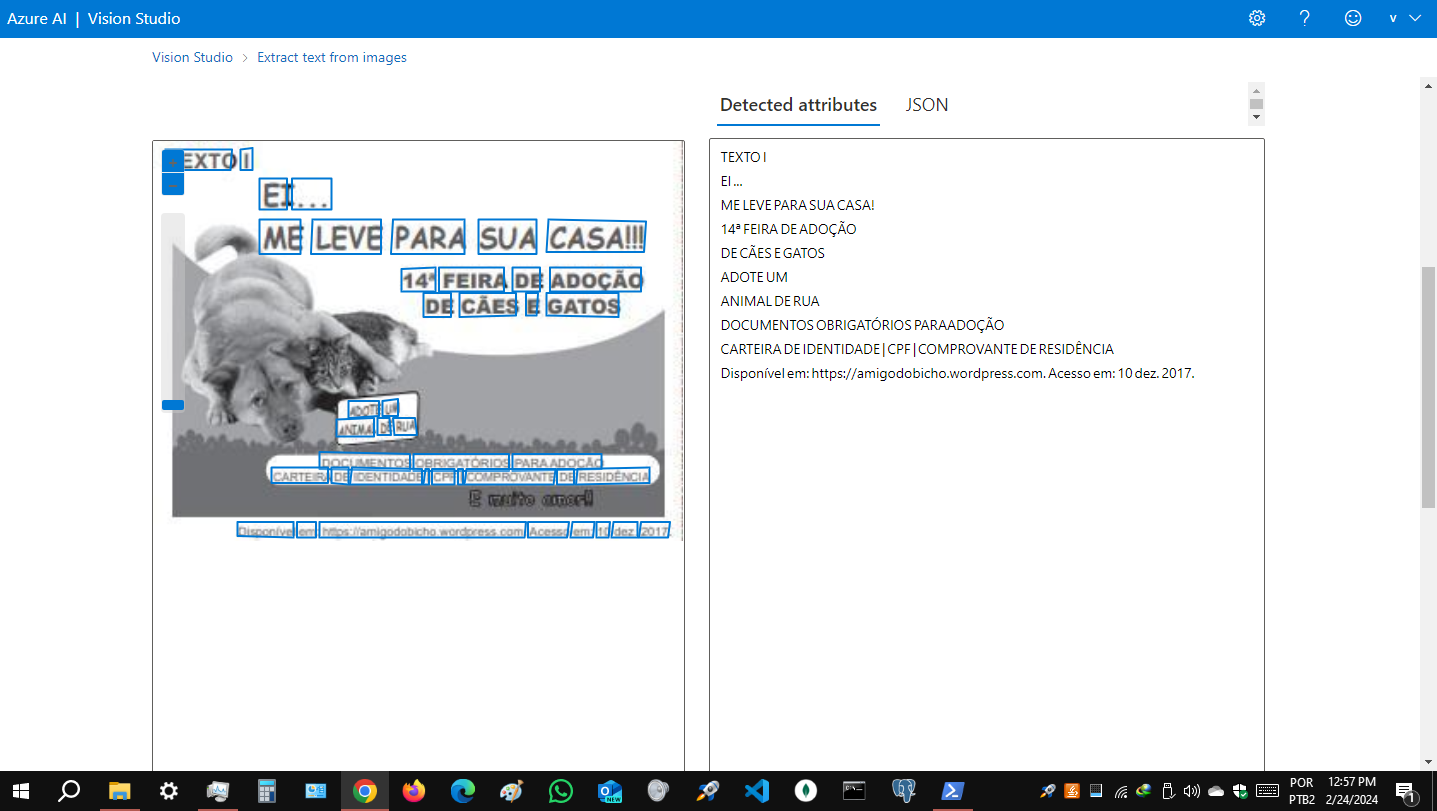 Azure AI | Vision Studio
v
Vision Studio > Extract text from images
Detected attributes JSON
TEXTO I
EI...
ME LEVE PARA SUA CASA!!!
14ª FEIRA DE ADOÇÃO
DE CÃES E GATOS
ADOTE UM
ANIMAL DE RUA
DOCUMENTOS OBRIGATÓRIOS PARA ADOÇÃO
CARTEIRA DE IDENTIDADE | CPF | COMPROVANTE DE RESIDÊNCIA
E muito amor!!
Disponível em: https://amigodobicho.wordpress.com. Acesso em: 10 dez. 2017.
TEXTO I
EI ...
ME LEVE PARA SUA CASA!
14ª FEIRA DE ADOÇÃO
DE CÃES E GATOS
ADOTE UM
ANIMAL DE RUA
DOCUMENTOS OBRIGATÓRIOS PARAADOÇÃO
CARTEIRA DE IDENTIDADE | CPF | COMPROVANTE DE RESIDÊNCIA
Disponível em: https://amigodobicho.wordpress.com. Acesso em: 10 dez. 2017.
NEW
POR
PTB2
12:57 PM
2/24/2024
1